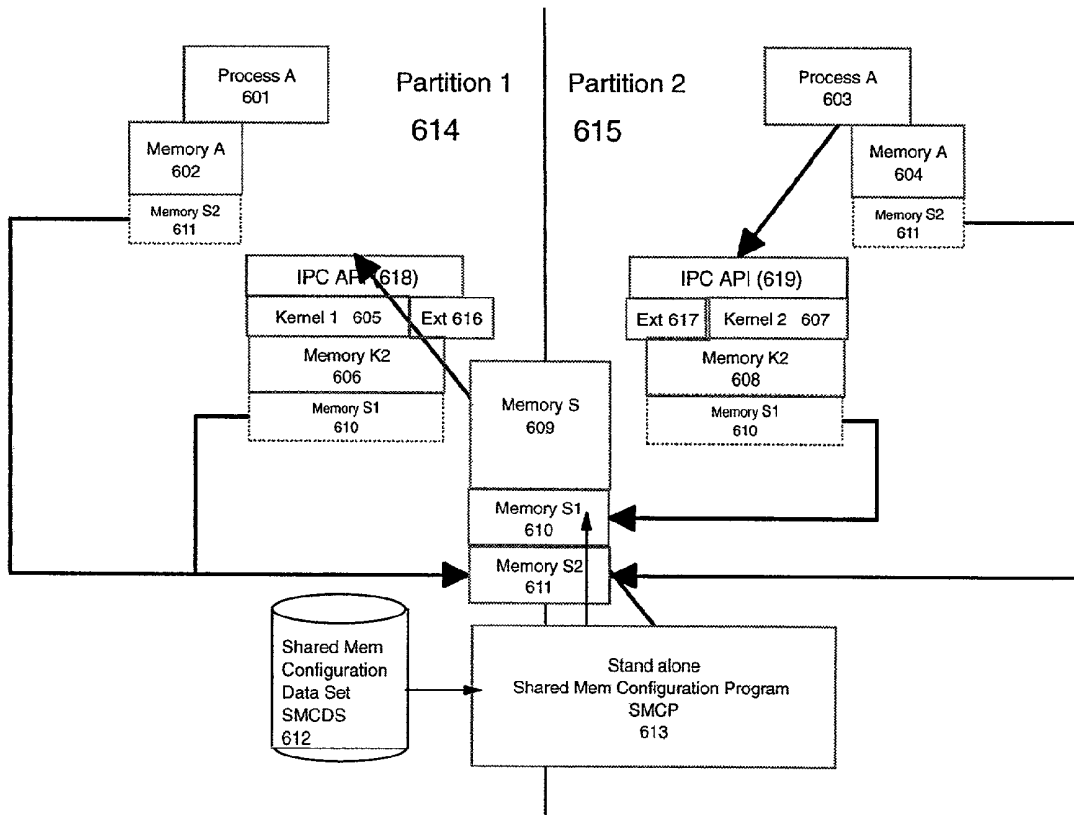 Process A
601
Partition 1
614
Partition 2
615
Process A
603
Memory A
602
Memory S2
611
Memory A
604
Memory S2
611
IPC API (618)
Kernel 1 605
Ext 616
Memory K2
606
Memory S1
610
IPC API (619)
Ext 617
Kernel 2 607
Memory K2
608
Memory S1
610
Memory S
609
Memory S1
610
Memory S2
611
Shared Mem
Configuration
Data Set
SMCDS
612
Stand alone
Shared Mem Configuration Program
SMCP
613